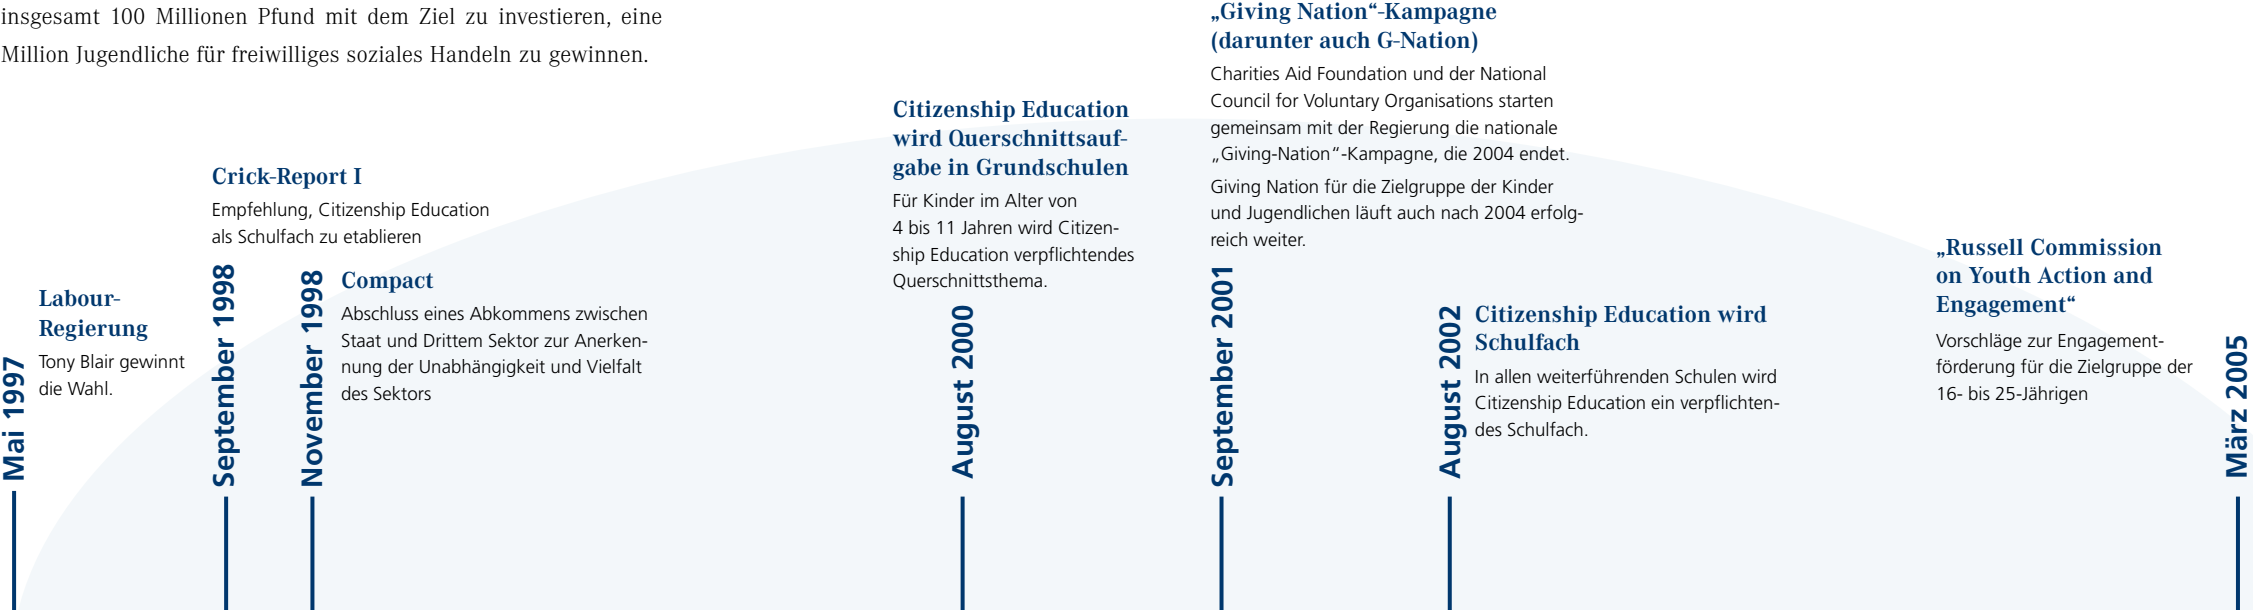 insgesamt 100 Millionen Pfund mit dem Ziel zu investieren, eine
Million Jugendliche für freiwilliges soziales Handeln zu gewinnen.
Mai 1997
Labour-
Regierung
Tony Blair gewinnt
die Wahl.
September 1998
Crick-Report I
Empfehlung, Citizenship Education
als Schulfach zu etablieren
November 1998
Compact
Abschluss eines Abkommens zwischen
Staat und Drittem Sektor zur Anerken-
nung der Unabhängigkeit und Vielfalt
des Sektors
August 2000
Citizenship Education
wird Querschnittsauf-
gabe in Grundschulen
Für Kinder im Alter von
4 bis 11 Jahren wird Citizen-
ship Education verpflichtendes
Querschnittsthema.
September 2001
„Giving Nation“-Kampagne
(darunter auch G-Nation)
Charities Aid Foundation und der National
Council for Voluntary Organisations starten
gemeinsam mit der Regierung die nationale
„Giving-Nation“-Kampagne, die 2004 endet.
Giving Nation für die Zielgruppe der Kinder
und Jugendlichen läuft auch nach 2004 erfolg-
reich weiter.
August 2002
Citizenship Education wird
Schulfach
In allen weiterführenden Schulen wird
Citizenship Education ein verpflichten-
des Schulfach.
März 2005
„Russell Commission
on Youth Action and
Engagement“
Vorschläge zur Engagement-
förderung für die Zielgruppe der
16- bis 25-Jährigen